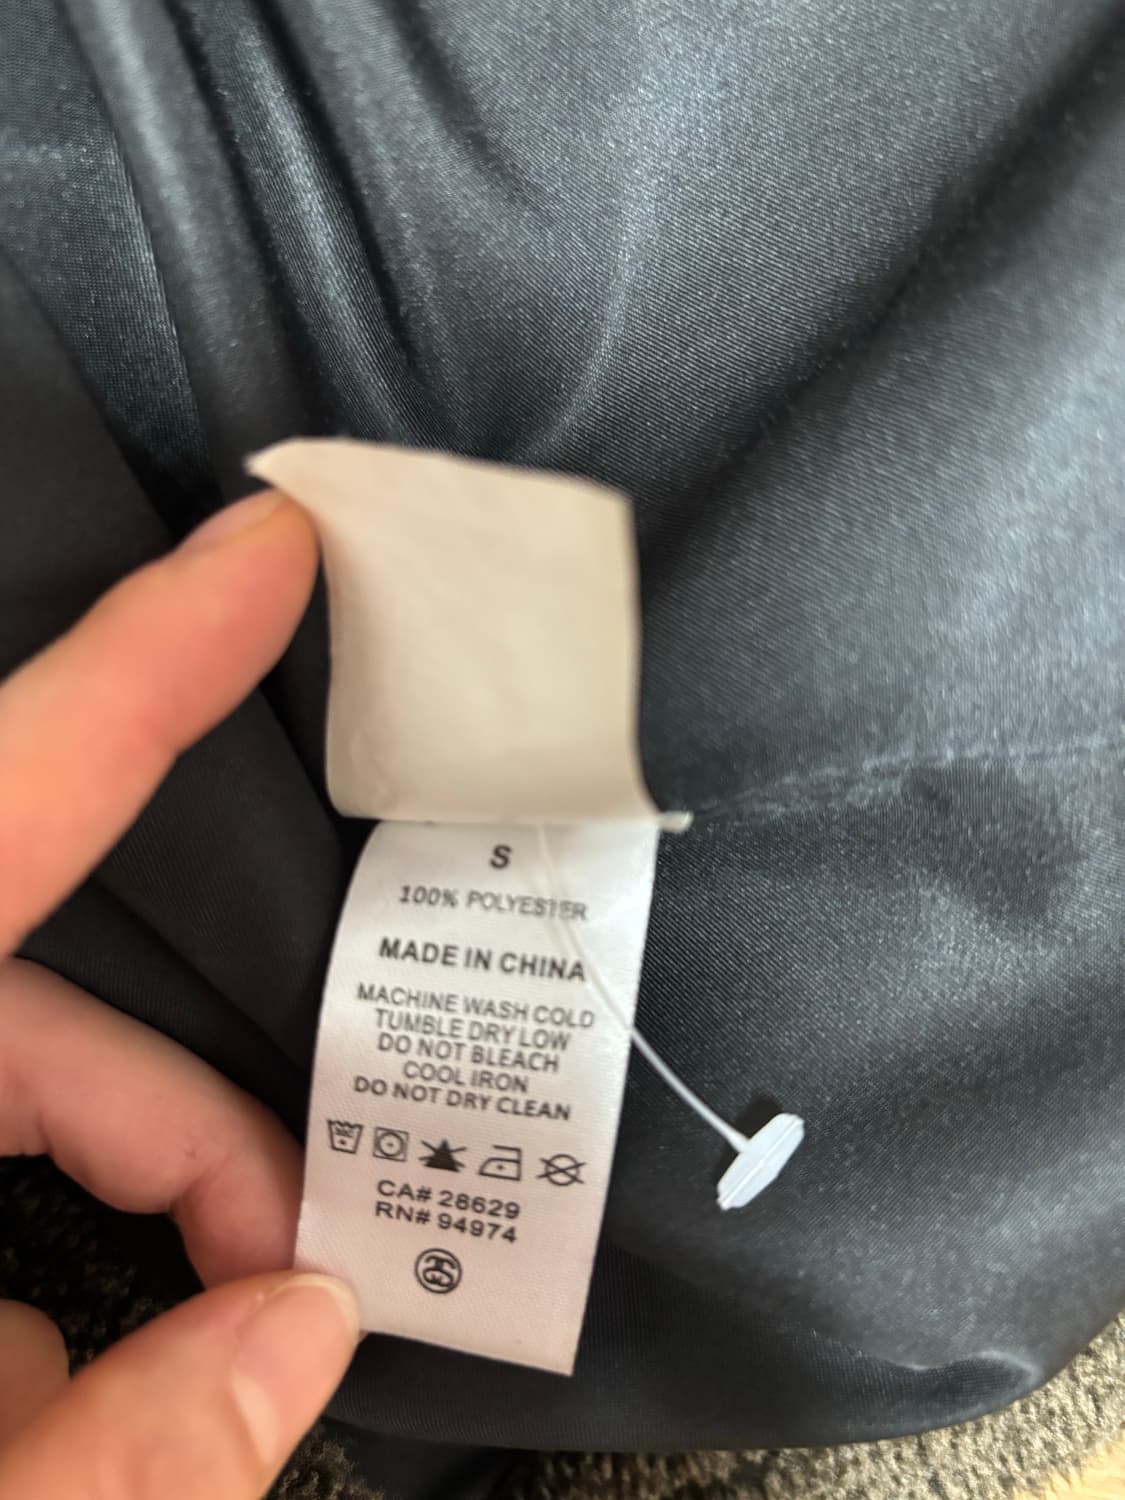 S
100% POLYESTER
MADE IN CHINA
MACHINE WASH COLD
TUMBLE DRY LOW
DO NOT BLEACH
COOL IRON
DO NOT DRY CLEAN
CA# 28629
RN# 94974